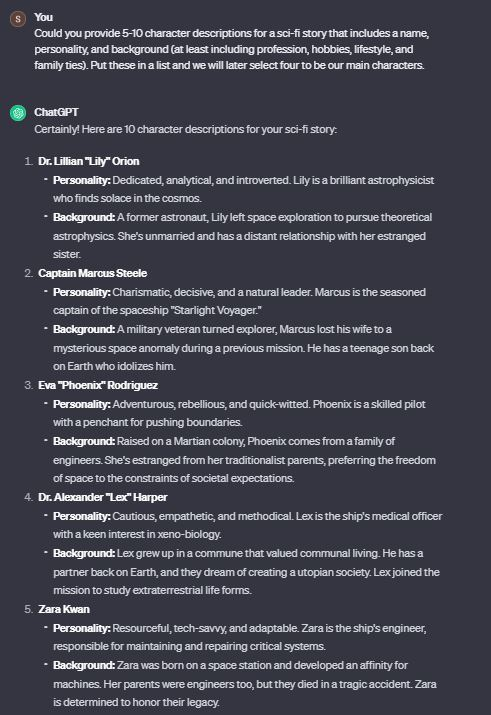 S
You
Could you provide 5-10 character descriptions for a sci-fi story that includes a name,
personality, and background (at least including profession, hobbies, lifestyle, and
family ties). Put these in a list and we will later select four to be our main characters.
ChatGPT
Certainly! Here are 10 character descriptions for your sci-fi story:
1. Dr. Lillian "Lily" Orion
- Personality: Dedicated, analytical, and introverted. Lily is a brilliant astrophysicist
who finds solace in the cosmos.
- Background: A former astronaut, Lily left space exploration to pursue theoretical
astrophysics. She's unmarried and has a distant relationship with her estranged
sister.
2. Captain Marcus Steele
- Personality: Charismatic, decisive, and a natural leader. Marcus is the seasoned
captain of the spaceship "Starlight Voyager."
- Background: A military veteran turned explorer, Marcus lost his wife to a
mysterious space anomaly during a previous mission. He has a teenage son back
on Earth who idolizes him.
3. Eva "Phoenix" Rodriguez
- Personality: Adventurous, rebellious, and quick-witted. Phoenix is a skilled pilot
with a penchant for pushing boundaries.
- Background: Raised on a Martian colony, Phoenix comes from a family of
engineers. She's estranged from her traditionalist parents, preferring the freedom
of space to the constraints of societal expectations.
4. Dr. Alexander "Lex" Harper
- Personality: Cautious, empathetic, and methodical. Lex is the ship's medical officer
with a keen interest in xeno-biology.
- Background: Lex grew up in a commune that valued communal living. He has a
partner back on Earth, and they dream of creating a utopian society. Lex joined the
mission to study extraterrestrial life forms.
5. Zara Kwan
- Personality: Resourceful, tech-savvy, and adaptable. Zara is the ship's engineer,
responsible for maintaining and repairing critical systems.
- Background: Zara was born on a space station and developed an affinity for
machines. Her parents were engineers too, but they died in a tragic accident. Zara
is determined to honor their legacy.